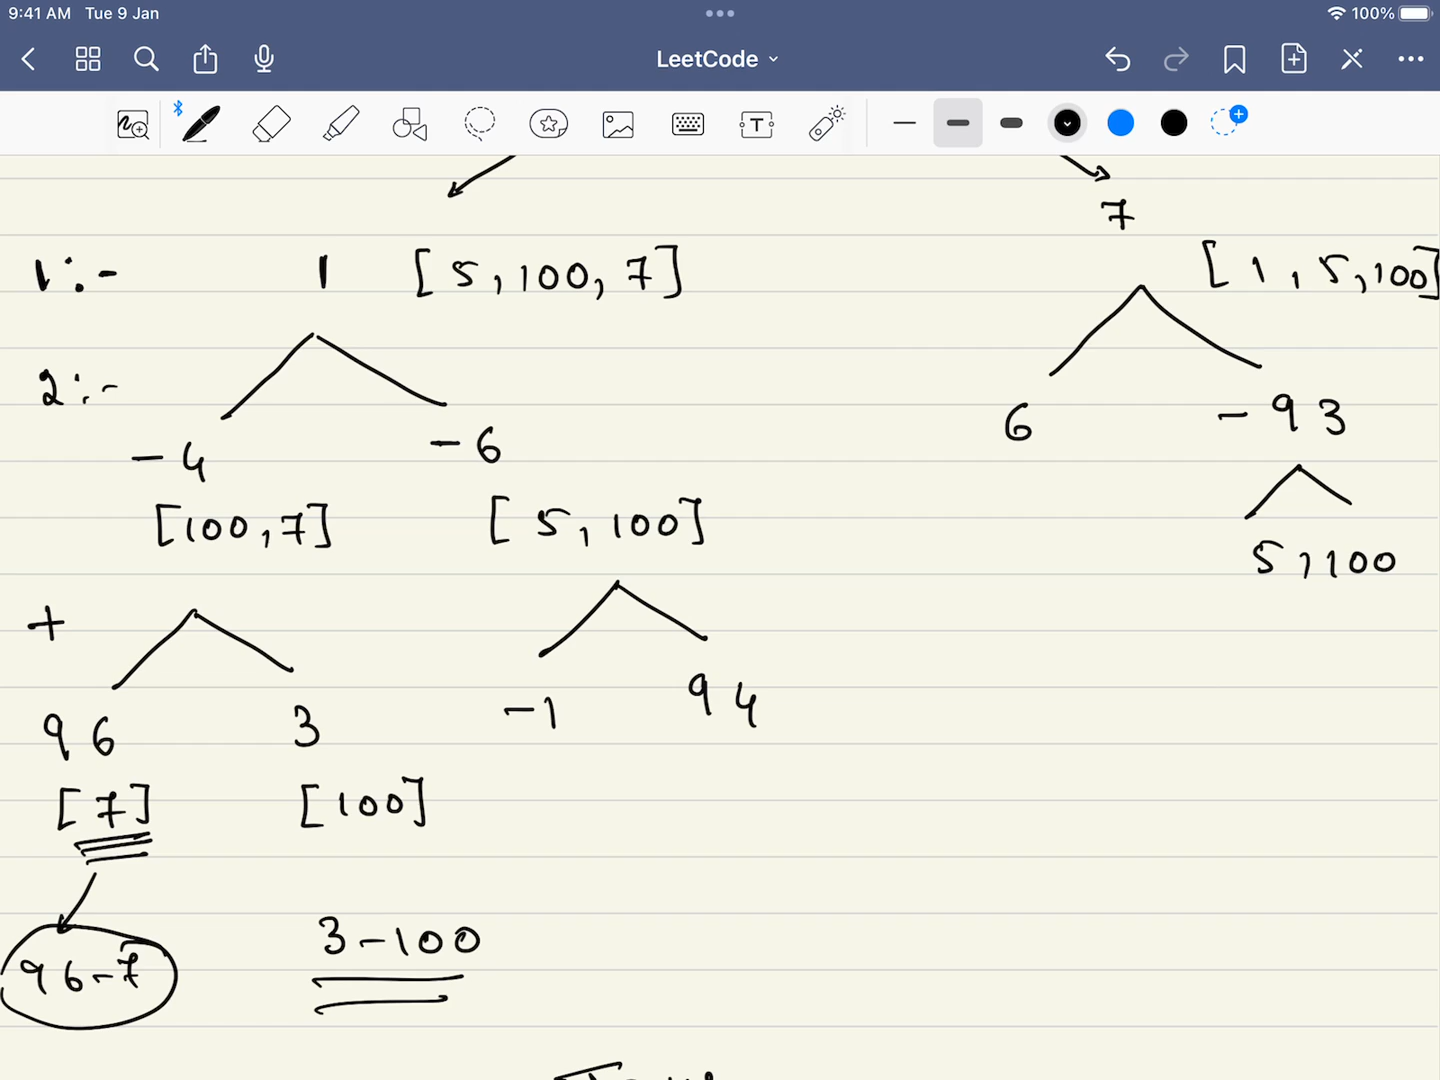 9:41 AM Tue 9 Jan 100%
LeetCode
T
7
1:- 1 [5,100,7] [1,5,100]
2:-
-4 -6 6 -93
[100,7] [5,100] 5,100
+
96 3 -1 94
[7] [100]
96-7 3-100